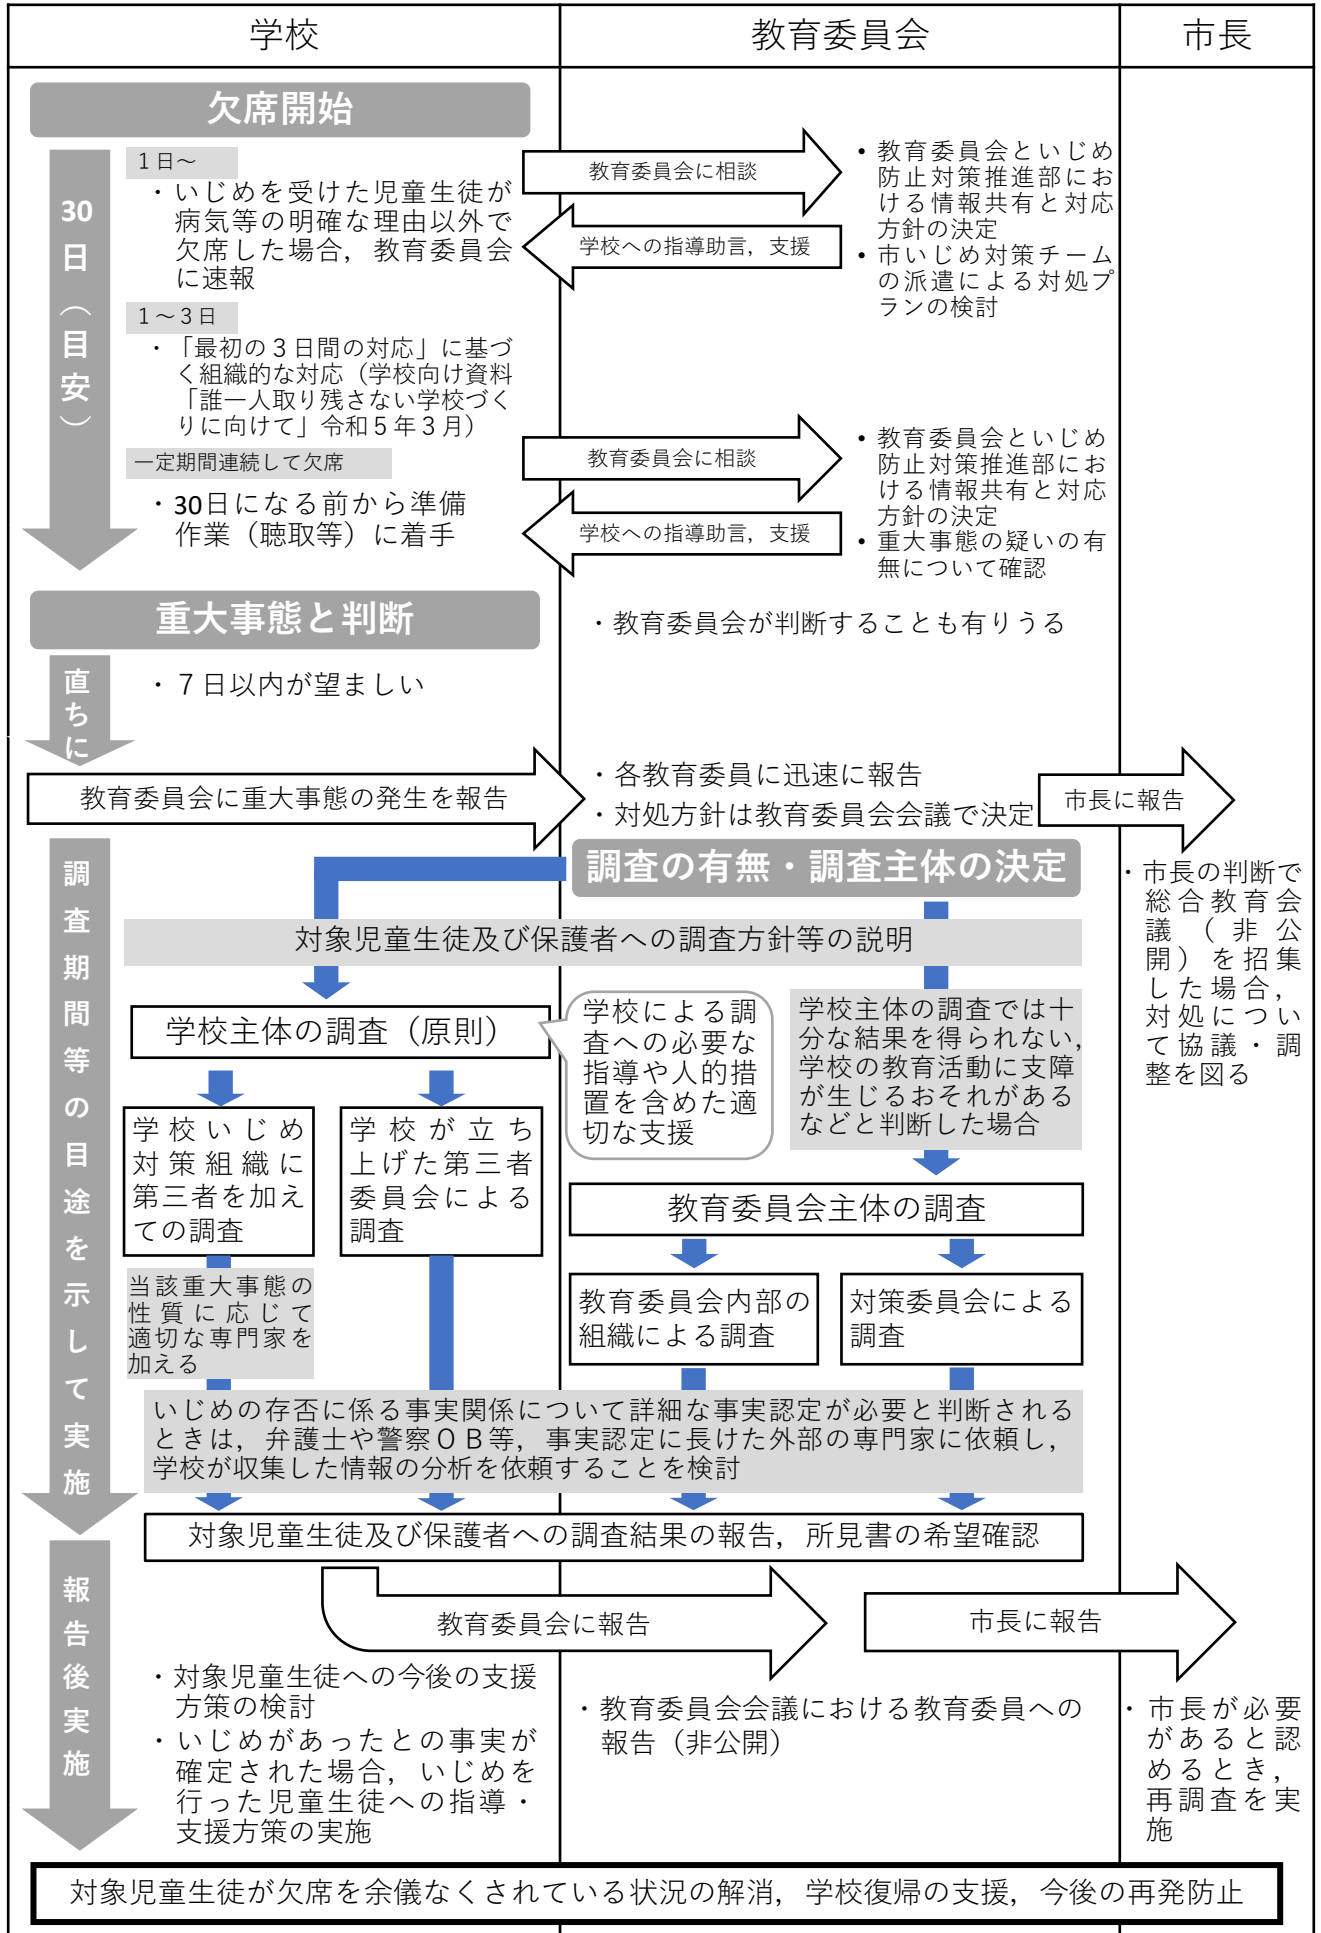 学校
教育委員会
市長
欠席開始
30日（目安）
１日～
・いじめを受けた児童生徒が
病気等の明確な理由以外で
欠席した場合，教育委員会
に速報
教育委員会に相談
学校への指導助言，支援
• 教育委員会といじめ
防止対策推進部にお
ける情報共有と対応
方針の決定
• 市いじめ対策チーム
の派遣による対処プ
ランの検討
１～３日
・「最初の３日間の対応」に基づ
く組織的な対応（学校向け資料
「誰一人取り残さない学校づく
りに向けて」令和５年３月）
一定期間連続して欠席
・30日になる前から準備
作業（聴取等）に着手
教育委員会に相談
学校への指導助言，支援
• 教育委員会といじめ
防止対策推進部にお
ける情報共有と対応
方針の決定
• 重大事態の疑いの有
無について確認
重大事態と判断
・教育委員会が判断することも有りうる
直ちに
・７日以内が望ましい
教育委員会に重大事態の発生を報告
・各教育委員に迅速に報告
・対処方針は教育委員会会議で決定
市長に報告
調査期間等の目途を示して実施
調査の有無・調査主体の決定
・市長の判断で
総合教育会
議（非公
開）を招集
した場合，
対処につい
て協議・調
整を図る
対象児童生徒及び保護者への調査方針等の説明
学校主体の調査（原則）
学校による調
査への必要な
指導や人的措
置を含めた適
切な支援
学校主体の調査では十
分な結果を得られない，
学校の教育活動に支障
が生じるおそれがある
などと判断した場合
学校いじめ
対策組織に
第三者を加え
ての調査
学校が立ち
上げた第三者
委員会による
調査
教育委員会主体の調査
当該重大事態の
性質に応じて
適切な専門家を
加える
教育委員会内部の
組織による調査
対策委員会による
調査
いじめの存否に係る事実関係について詳細な事実認定が必要と判断される
ときは，弁護士や警察ＯＢ等，事実認定に長けた外部の専門家に依頼し，
学校が収集した情報の分析を依頼することを検討
対象児童生徒及び保護者への調査結果の報告，所見書の希望確認
報告後実施
教育委員会に報告
市長に報告
・対象児童生徒への今後の支援
方策の検討
・いじめがあったとの事実が
確定された場合，いじめを
行った児童生徒への指導・
支援方策の実施
・教育委員会会議における教育委員への
報告（非公開）
・市長が必要
があると認
めるとき，
再調査を実
施
対象児童生徒が欠席を余儀なくされている状況の解消，学校復帰の支援，今後の再発防止